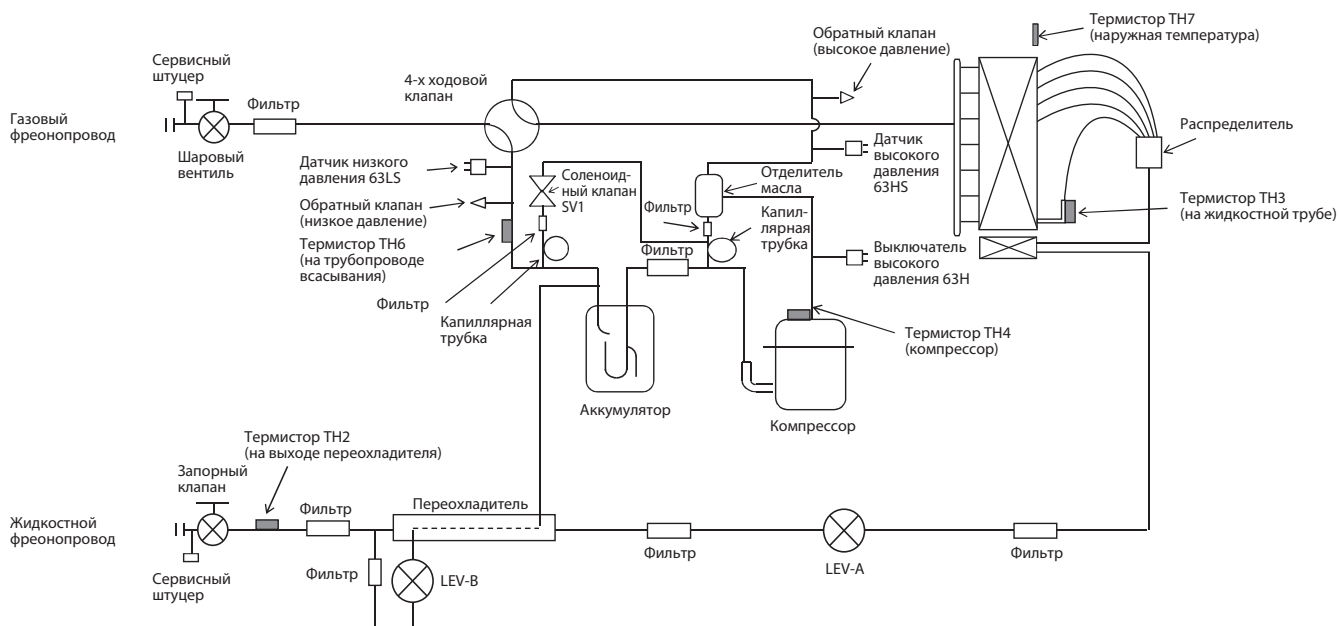 Термистор TH7
(наружная температура)
Обратный клапан
(высокое давление)
Сервисный
штуцер
4-х ходовой
клапан
Фильтр
Газовый
фреонопровод
Шаровый
вентиль
Распределитель
Датчик
высокого
давления
63HS
Датчик низкого
давления 63LS
Соленоид-
ный клапан
SV1
Отделитель
масла
Обратный клапан
(низкое давление)
Фильтр
Капил-
лярная
трубка
Термистор TH3
(на жидкостной трубе)
Термистор TH6
(на трубопроводе
всасывания)
Фильтр
Выключатель
высокого
давления 63H
Фильтр
Капиллярная
трубка
Термистор TH4
(компрессор)
Аккумулятор
Компрессор
Термистор TH2
(на выходе переохладителя)
Запорный
клапан
Фильтр
Переохладитель
Жидкостной
фреонопровод
Фильтр
Фильтр
LEV-A
Сервисный
штуцер
Фильтр
LEV-B